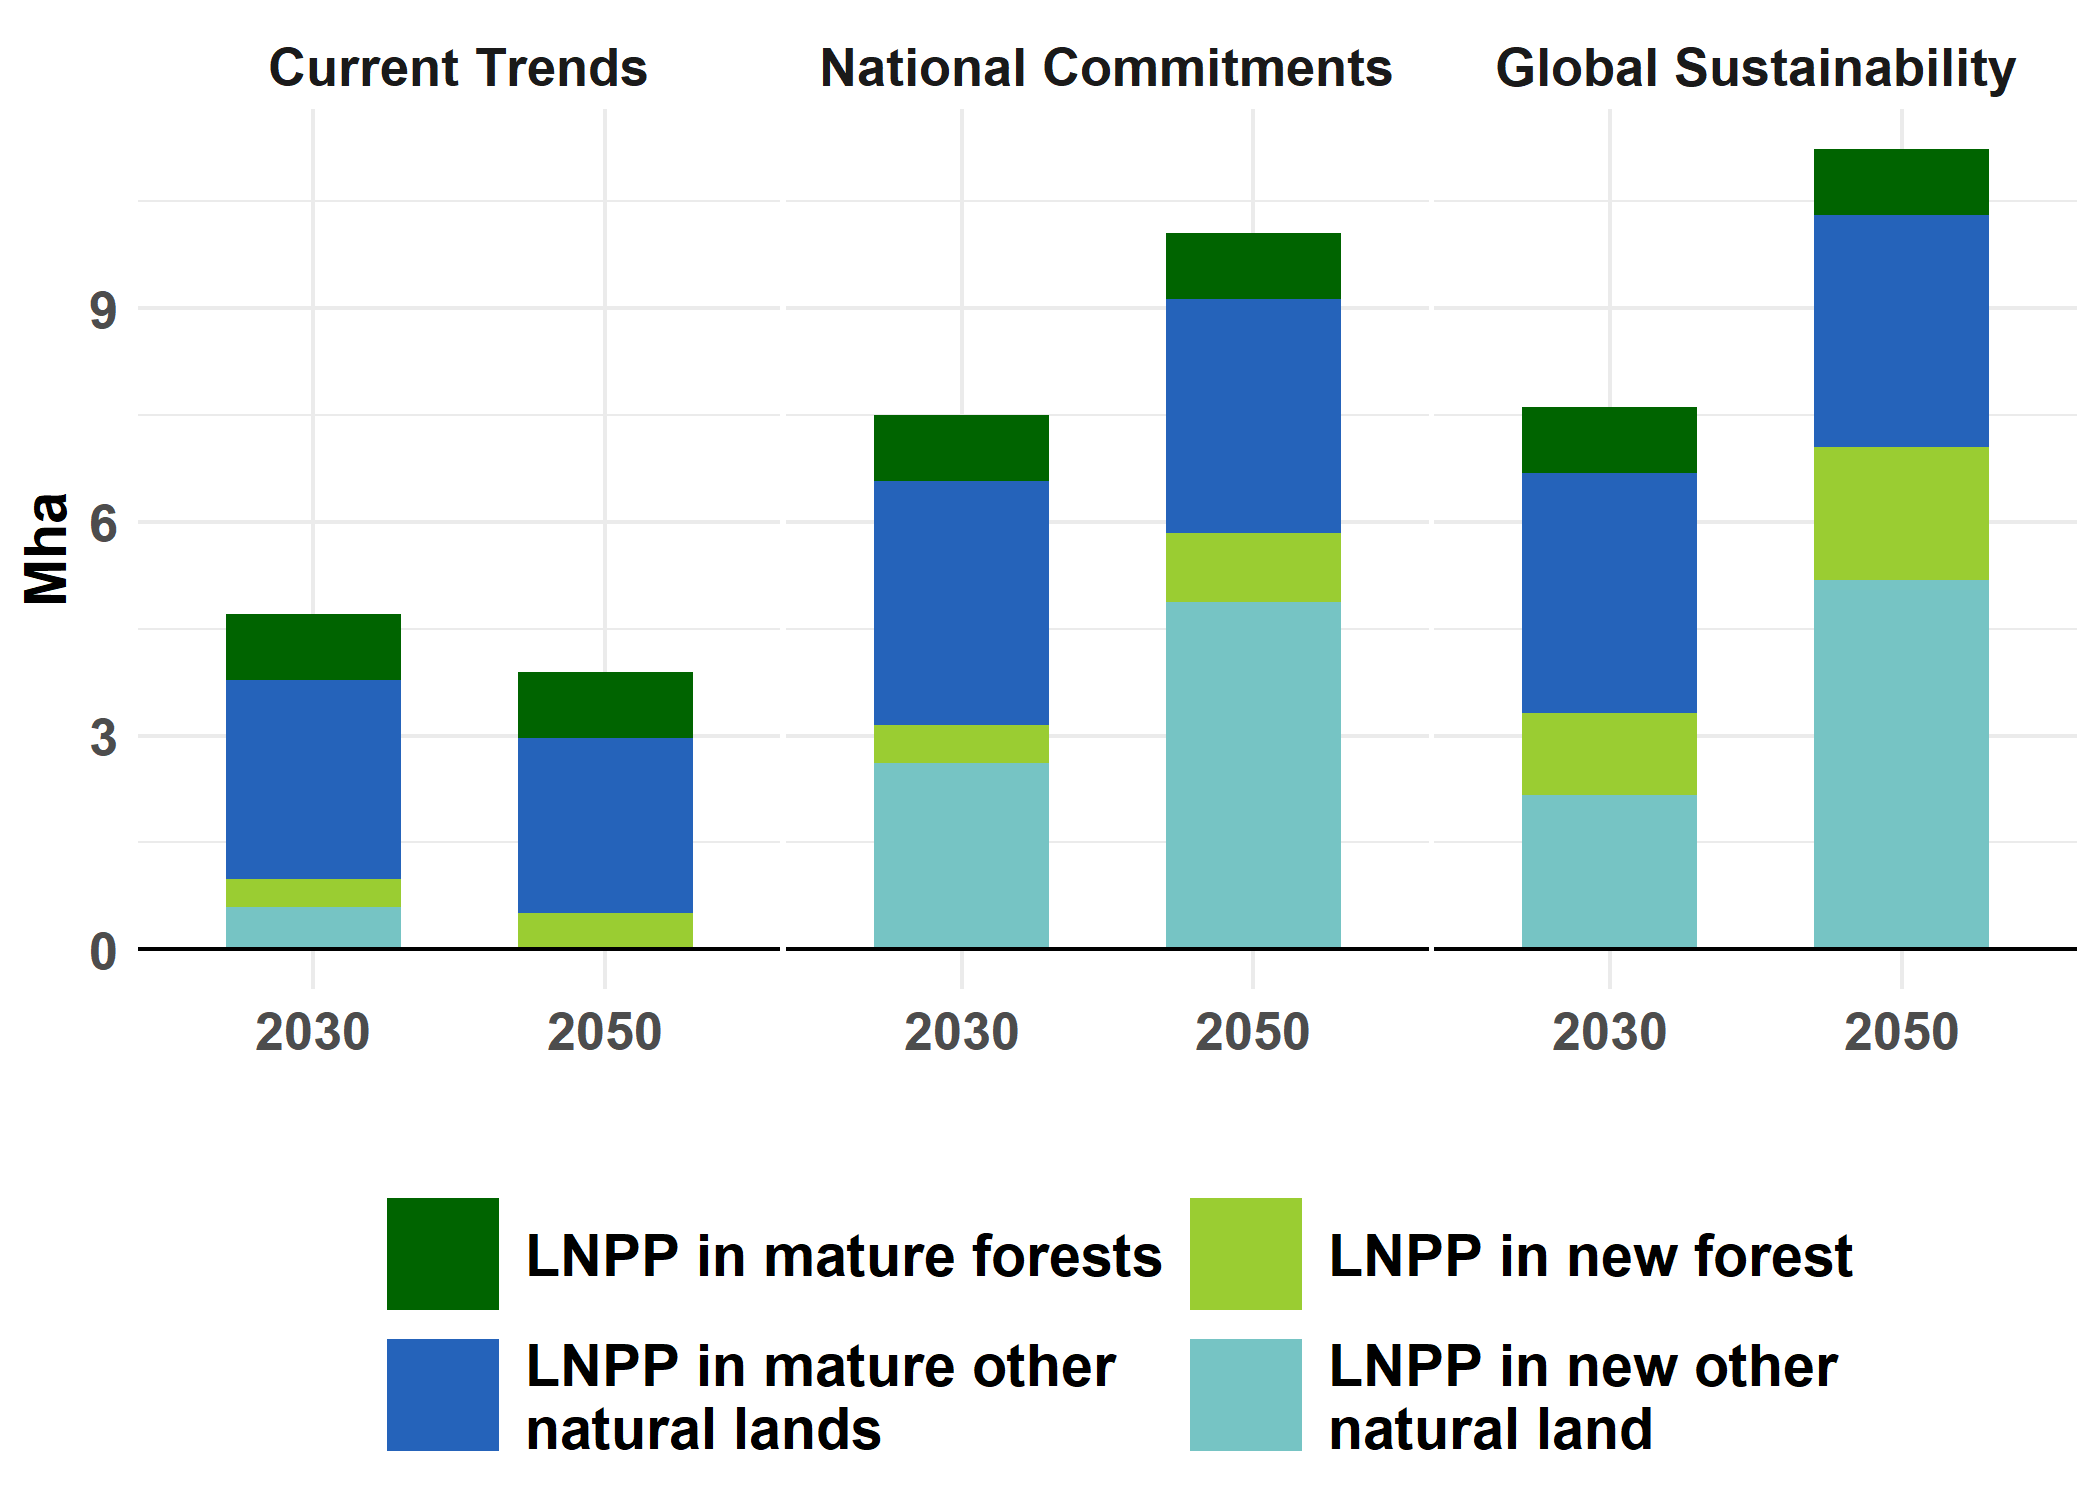 Current Trends
National Commitments
Global Sustainability
Mha
9
6
3
0
2030
2050
2030
2050
2030
2050
LNPP in mature forests
LNPP in new forest
LNPP in mature other
natural lands
LNPP in new other
natural land